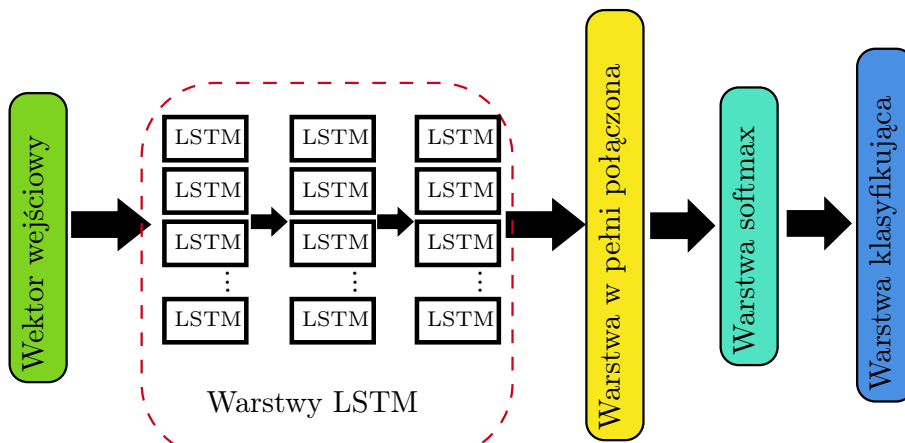 Wektor wejściowy
LSTM LSTM LSTM
LSTM LSTM LSTM
LSTM LSTM LSTM
⋮ ⋮ ⋮
LSTM LSTM LSTM
Warstwy LSTM
Warstwa w pełni połączona
Warstwa softmax
Warstwa klasyfikująca